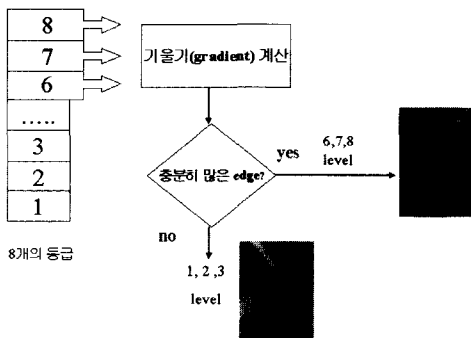 8
7
6
.....
3
2
1
8개의 등급
기울기(gradient) 계산
충분히 많은 edge?
yes
6,7,8
level
no
1, 2 ,3
level